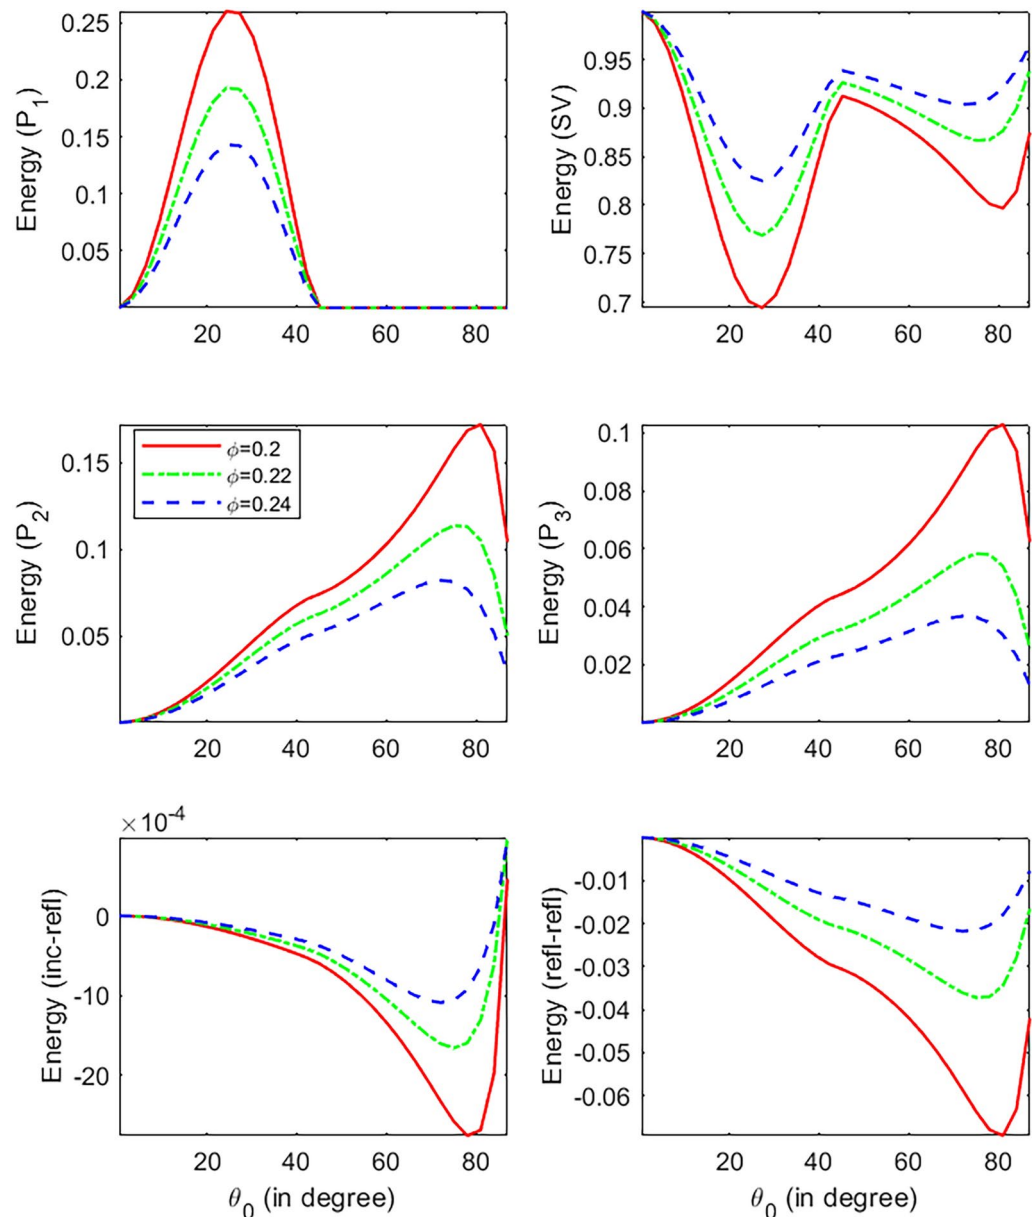 Energy (P1)
0.25
0.2
0.15
0.1
0.05
20 40 60 80
Energy (SV)
0.95
0.9
0.85
0.8
0.75
0.7
20 40 60 80
Energy (P2)
0.15
0.1
0.05
ϕ=0.2
ϕ=0.22
ϕ=0.24
20 40 60 80
Energy (P3)
0.1
0.08
0.06
0.04
0.02
20 40 60 80
×10-4
Energy (inc-refl)
0
-10
-20
20 40 60 80
θ0 (in degree)
Energy (refl-refl)
-0.01
-0.02
-0.03
-0.04
-0.05
-0.06
20 40 60 80
θ0 (in degree)